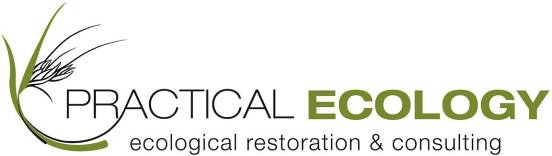 PRACTICAL ECOLOGY
ecological restoration & consulting